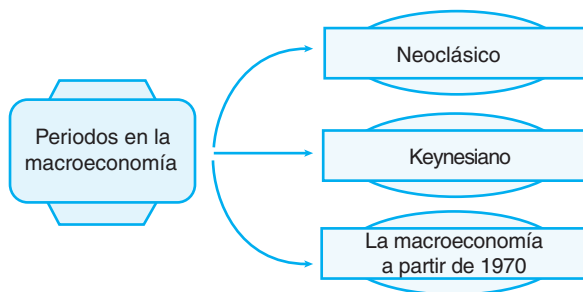 Periodos en la
macroeconomía
Neoclásico
Keynesiano
La macroeconomía
a partir de 1970